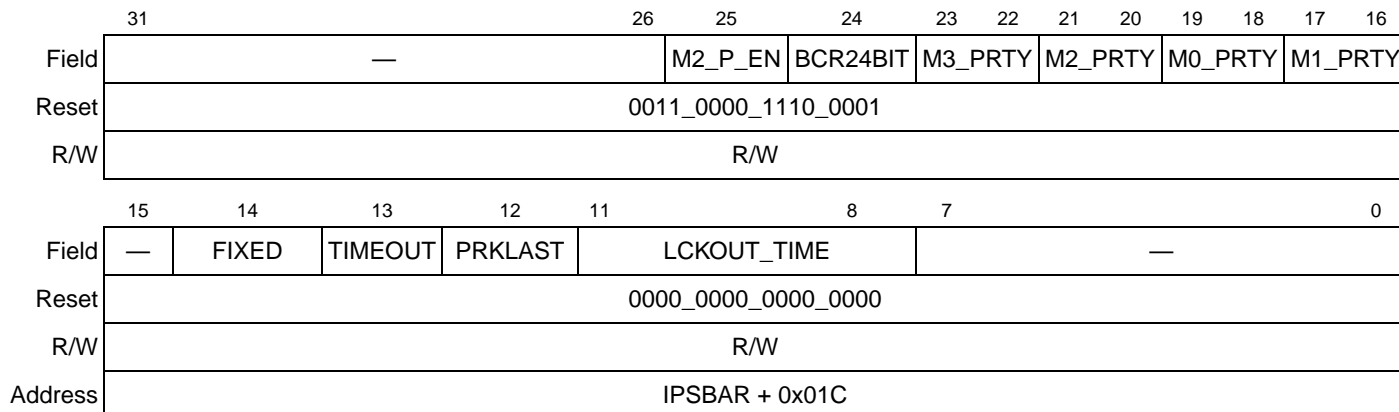 31 26 25 24 23 22 21 20 19 18 17 16
Field — M2_P_EN BCR24BIT M3_PRTY M2_PRTY M0_PRTY M1_PRTY
Reset 0011_0000_1110_0001
R/W R/W
15 14 13 12 11 8 7 0
Field — FIXED TIMEOUT PRKLAST LCKOUT_TIME —
Reset 0000_0000_0000_0000
R/W R/W
Address IPSBAR + 0x01C